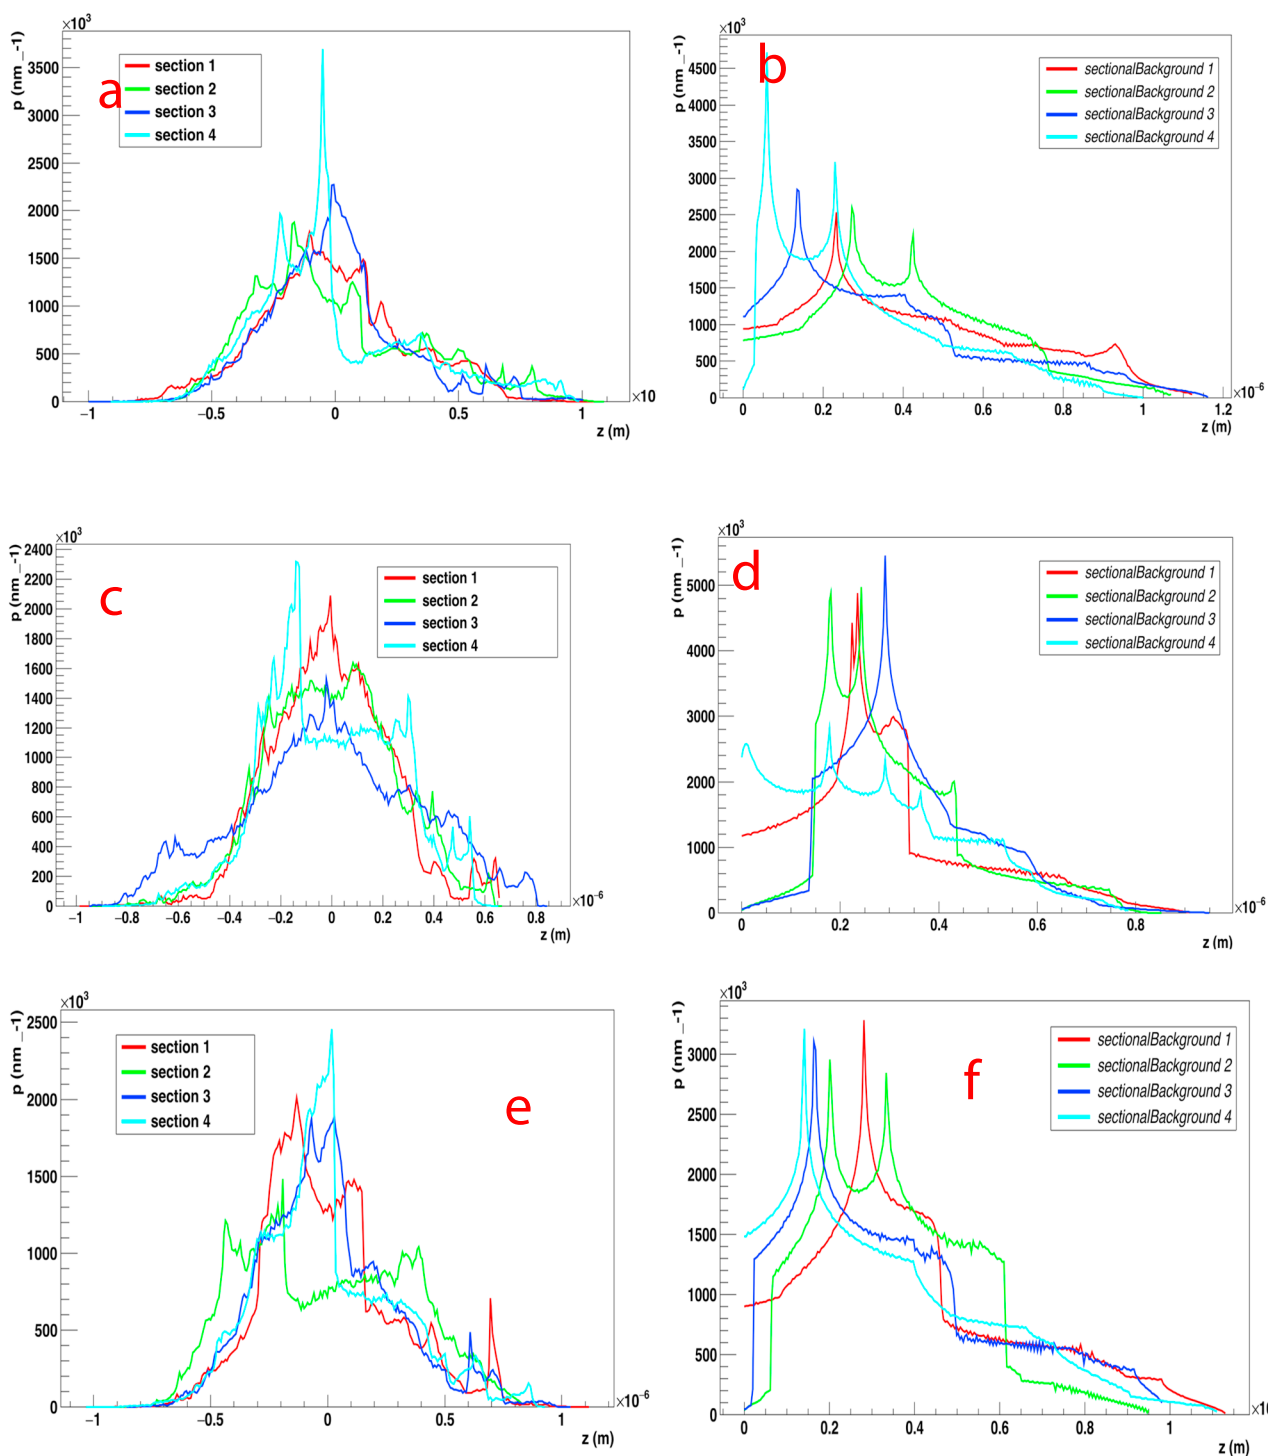 ×10³
p (nm _-1)
a
section 1
section 2
section 3
section 4
3500
3000
2500
2000
1500
1000
500
0
−1
−0.5
0
0.5
1
×10
z (m)
×10³
p (nm _-1)
b
sectionalBackground 1
sectionalBackground 2
sectionalBackground 3
sectionalBackground 4
4500
4000
3500
3000
2500
2000
1500
1000
500
0
0
0.2
0.4
0.6
0.8
1
1.2
×10⁻⁶
z (m)
×10³
p (nm _-1)
c
section 1
section 2
section 3
section 4
2400
2200
2000
1800
1600
1400
1200
1000
800
600
400
200
0
−1
−0.8
−0.6
−0.4
−0.2
0
0.2
0.4
0.6
0.8
×10⁻⁶
z (m)
×10³
p (nm _-1)
d
sectionalBackground 1
sectionalBackground 2
sectionalBackground 3
sectionalBackground 4
5000
4000
3000
2000
1000
0
0
0.2
0.4
0.6
0.8
×10⁻⁶
z (m)
×10³
p (nm _-1)
e
section 1
section 2
section 3
section 4
2500
2000
1500
1000
500
0
−1
−0.5
0
0.5
1
×10⁻⁶
z (m)
×10³
p (nm _-1)
f
sectionalBackground 1
sectionalBackground 2
sectionalBackground 3
sectionalBackground 4
3000
2500
2000
1500
1000
500
0
0
0.2
0.4
0.6
0.8
1
×10
z (m)